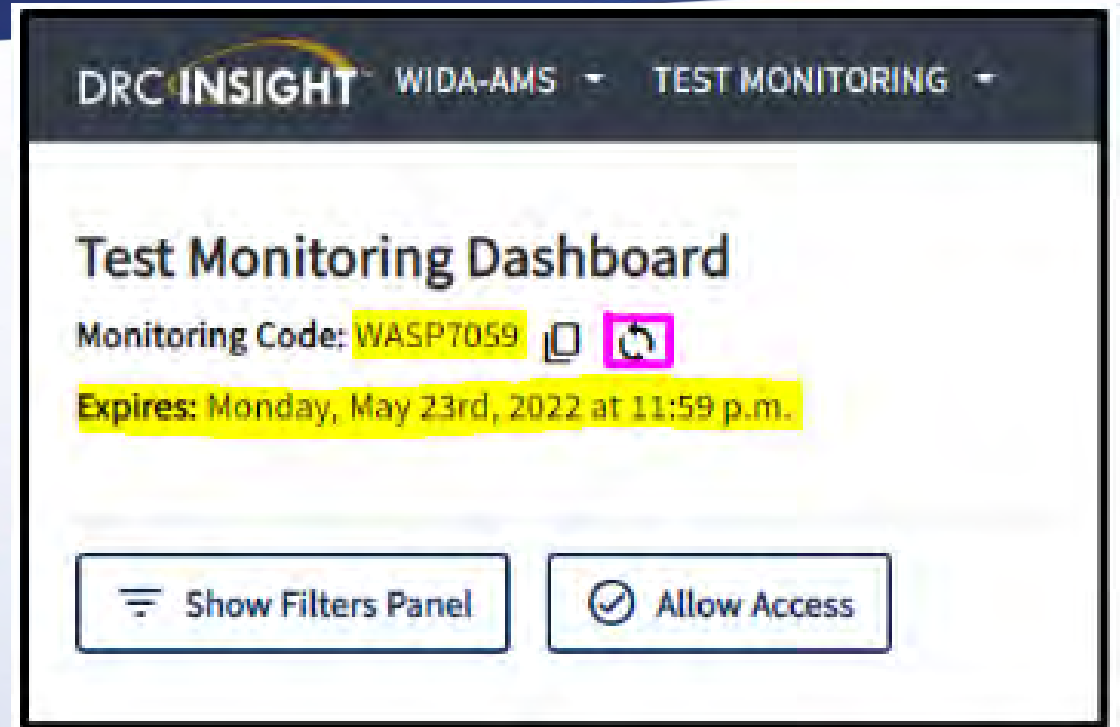 DRC INSIGHT WIDA-AMS TEST MONITORING
Test Monitoring Dashboard
Monitoring Code: WASP7059
Expires: Monday, May 23rd, 2022 at 11:59 p.m.
Show Filters Panel Allow Access